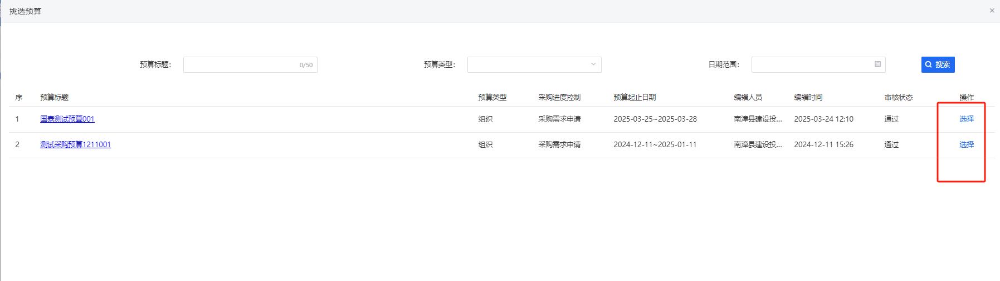 挑选预算
预算标题： 0/50 预算类型： 日期范围： 搜索
序 预算标题 预算类型 采购进度控制 预算起止日期 编辑人员 编辑时间 审核状态 操作
1 国泰测试预算001 组织 采购需求申请 2025-03-25~2025-03-28 南漳县建设投... 2025-03-24 12:10 通过 选择
2 测试采购预算1211001 组织 采购需求申请 2024-12-11~2025-01-11 南漳县建设投... 2024-12-11 15:26 通过 选择